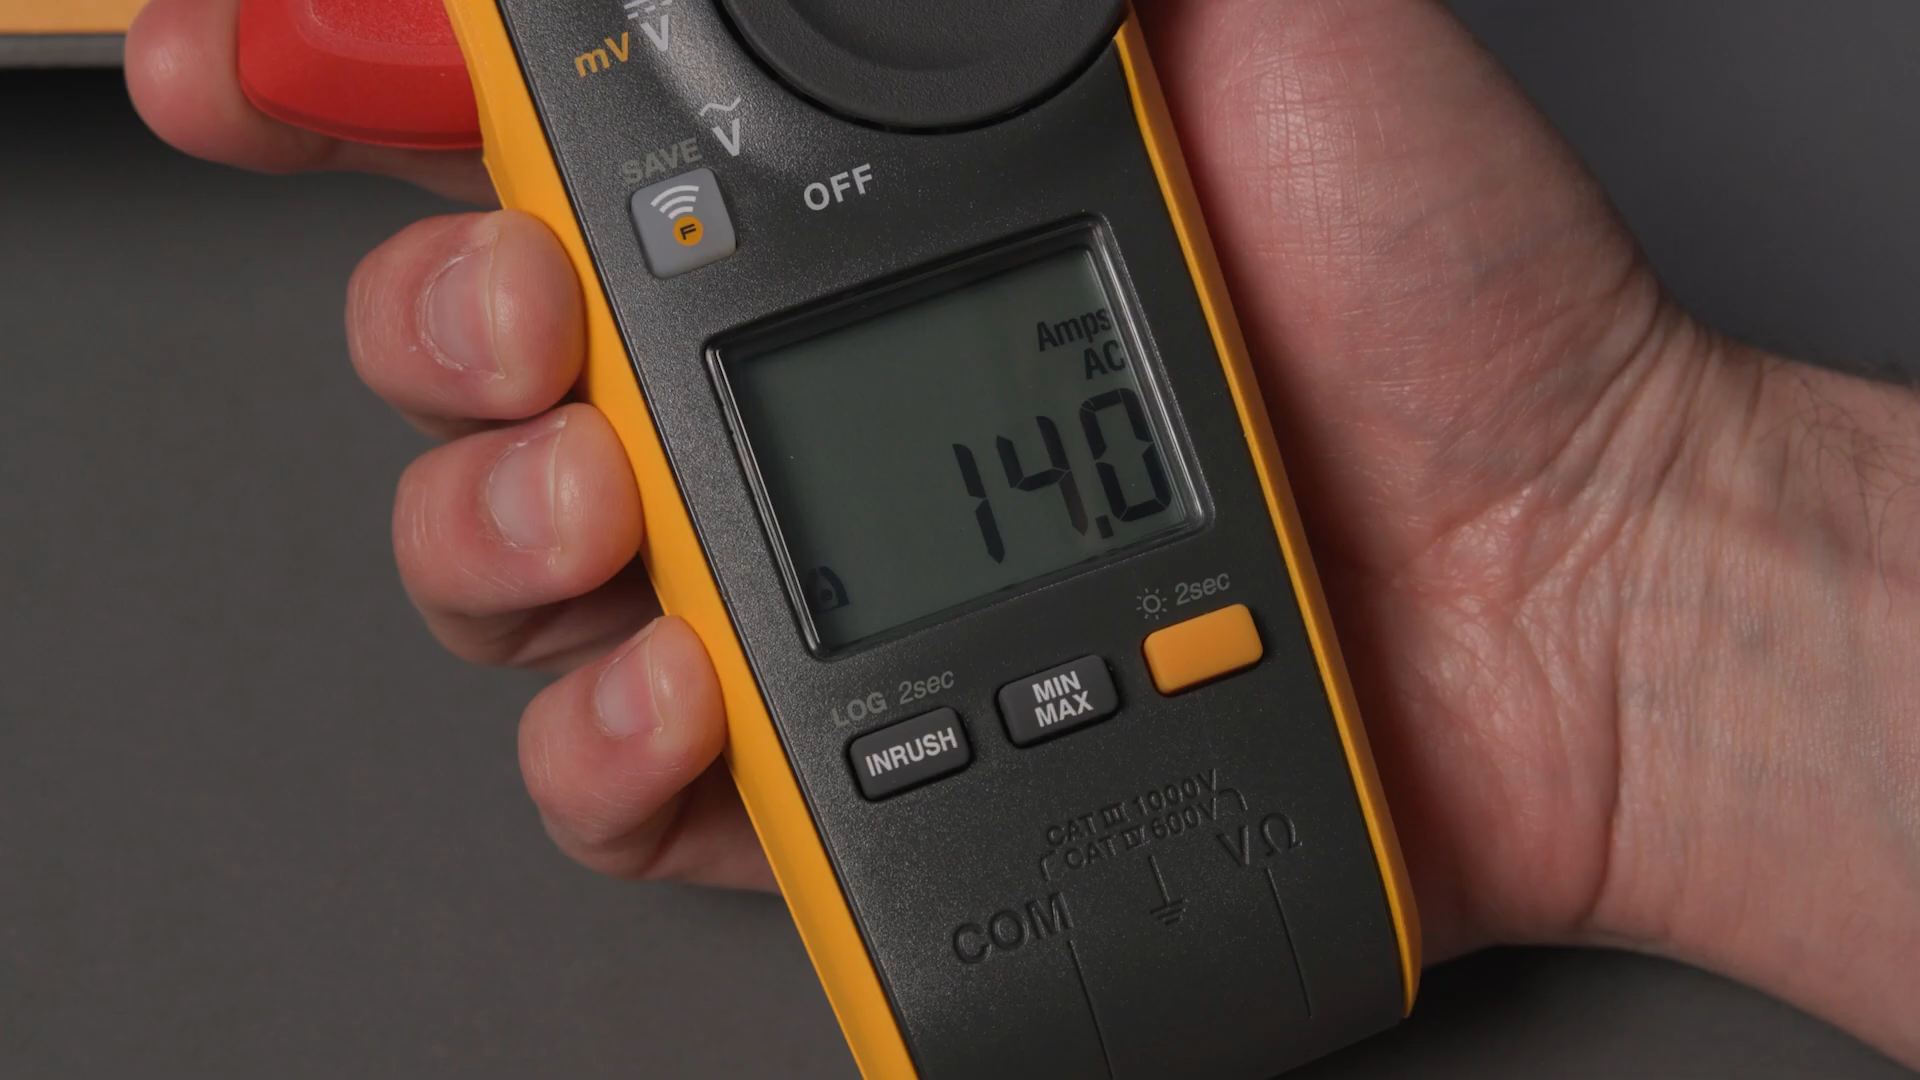 mV V
V
SAVE
F
OFF
Amps
AC
14.0
2sec
LOG 2sec
MIN
MAX
INRUSH
CAT III 1000V
CAT IV 600V
COM
VΩ